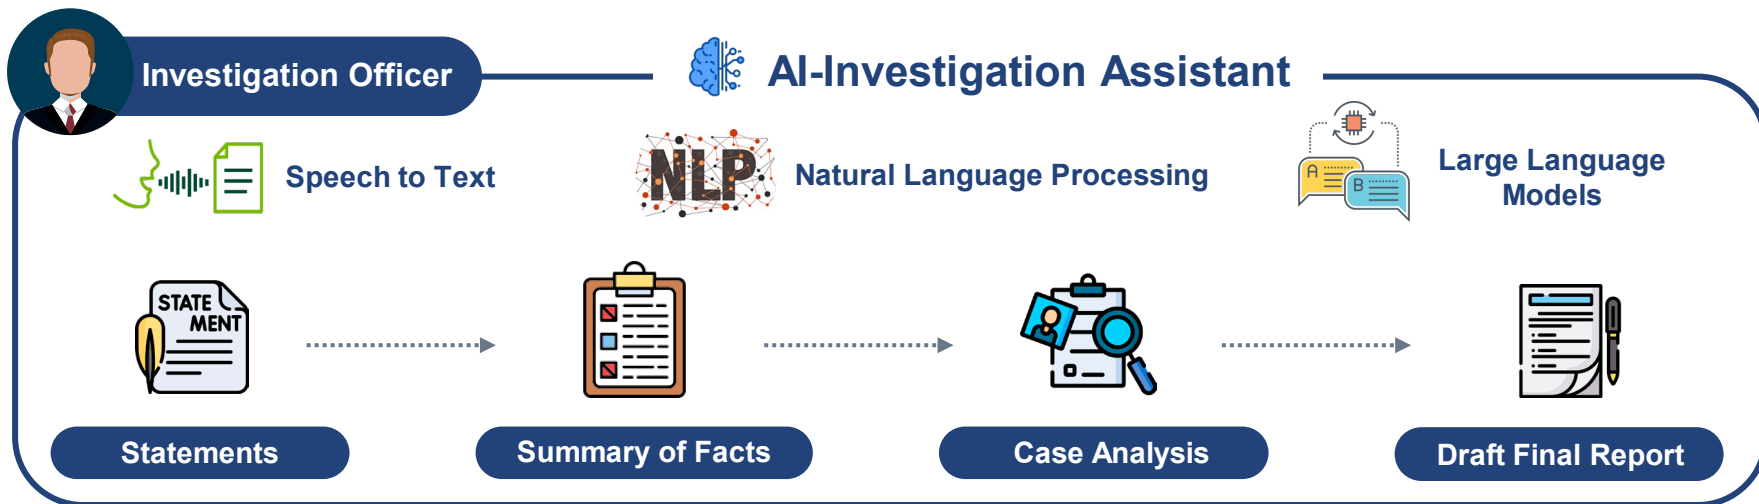 Investigation Officer
AI-Investigation Assistant
Speech to Text
NLP
Natural Language Processing
A
B
Large Language
Models
STATE
MENT
Statements
Summary of Facts
Case Analysis
Draft Final Report